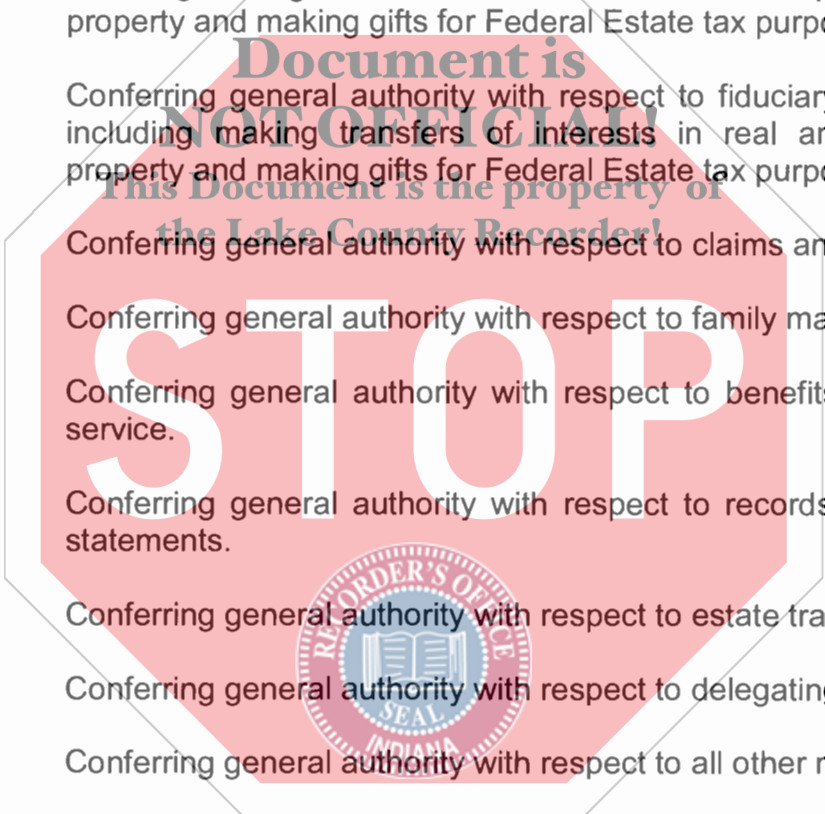 property and making gifts for Federal Estate tax purpo
Document is
Conferring general authority with respect to fiduciary
NOT OFFICIAL!
including making transfers of interests in real an
property and making gifts for Federal Estate tax purpo
This Document is the property of
the Lake County Recorder!
Conferring general authority with respect to claims an
STOP
Conferring general authority with respect to family ma
Conferring general authority with respect to benefits
service.
Conferring general authority with respect to records
statements.
RECORDER'S OFFICE
Conferring general authority with respect to estate tra
Conferring general authority with respect to delegating
SEAL
INDIANA
Conferring general authority with respect to all other